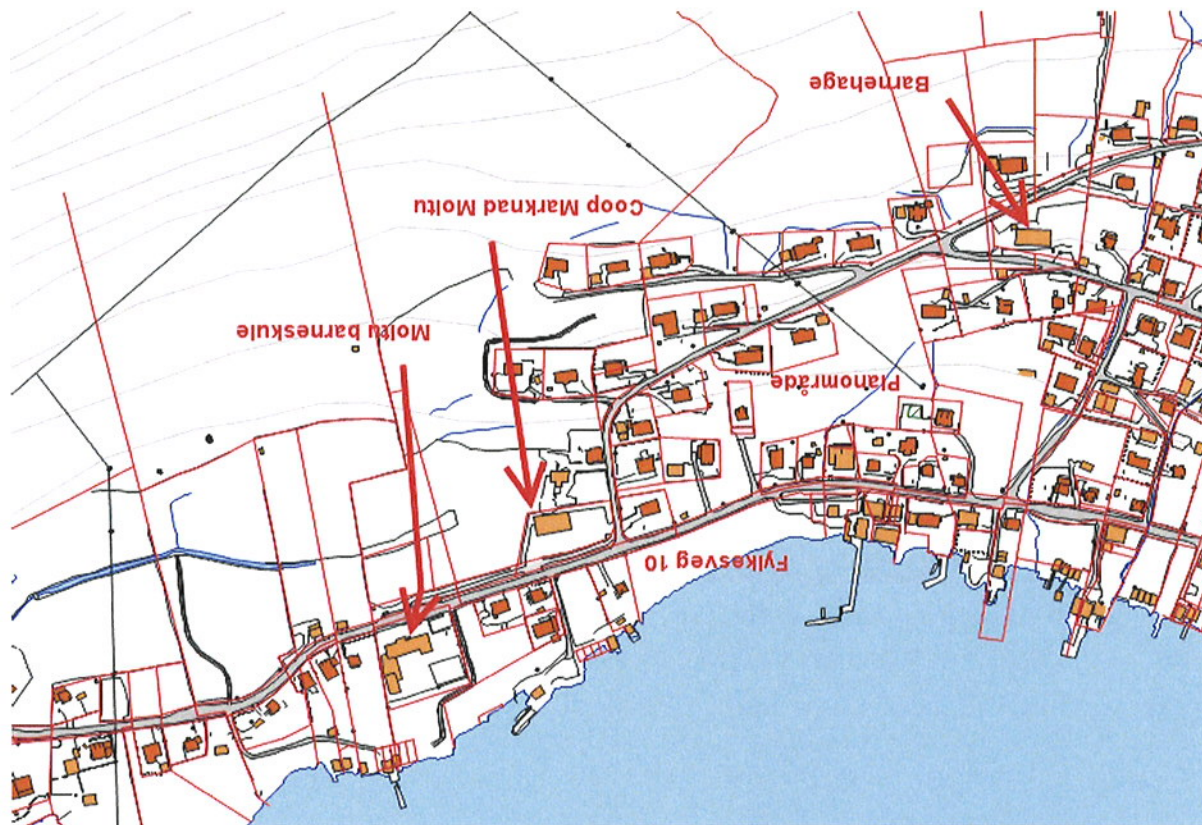 Fylkesveg 10
Planområde
Moltu barneskule
Coop Marknad Moltu
Barnehage